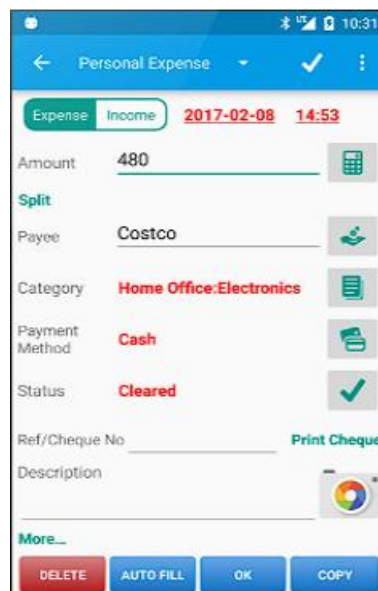 LTE 10:31
Personal Expense
Expense Income 2017-02-08 14:53
Amount 480
Split
Payee Costco
Category Home Office:Electronics
Payment
Method Cash
Status Cleared
Ref/Cheque No Print Cheque
Description
More...
DELETE AUTO FILL OK COPY